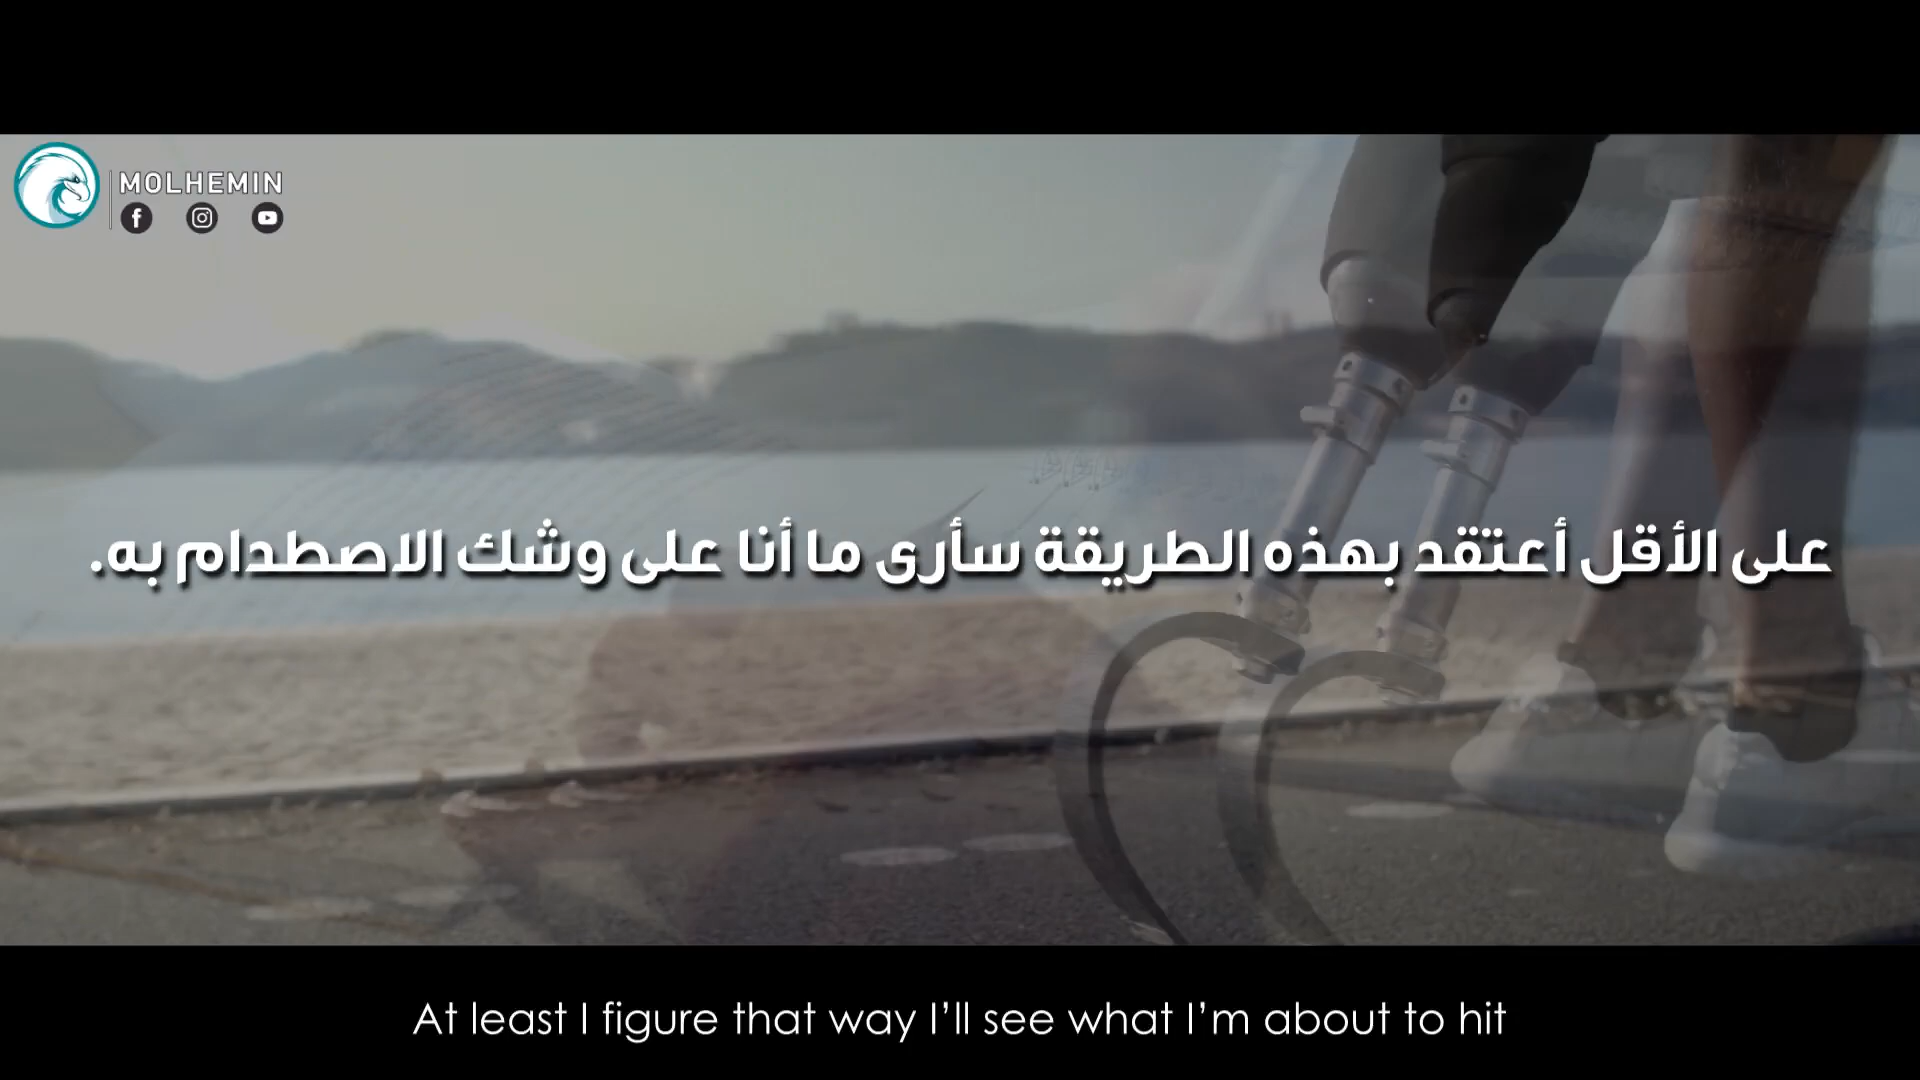 MOLHEMIN
على الأقل أعتقد بهذه الطريقة سأرى ما أنا على وشك الاصطدام به.
At least I figure that way I’ll see what I’m about to hit